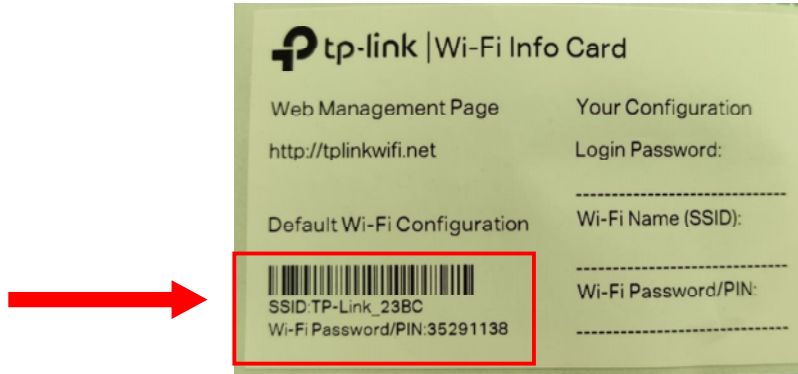 tp-link | Wi-Fi Info Card
Web Management Page
http://tplinkwifi.net
Default Wi-Fi Configuration
SSID:TP-Link_23BC
Wi-Fi Password/PIN:35291138
Your Configuration
Login Password:
Wi-Fi Name (SSID):
Wi-Fi Password/PIN: